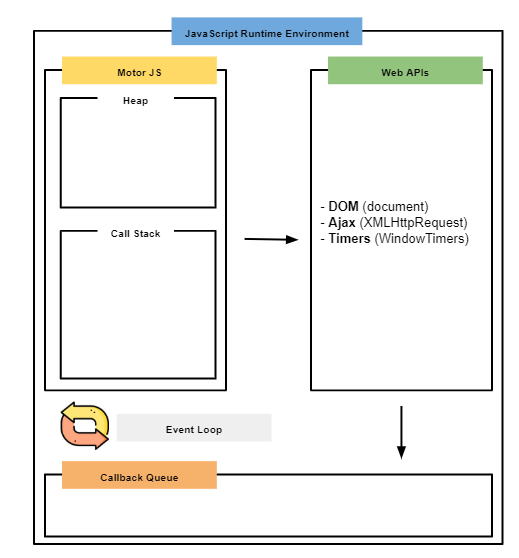 JavaScript Runtime Environment
Motor JS
Web APIs
Heap
- DOM (document)
- Ajax (XMLHttpRequest)
- Timers (WindowTimers)
Call Stack
Event Loop
Callback Queue